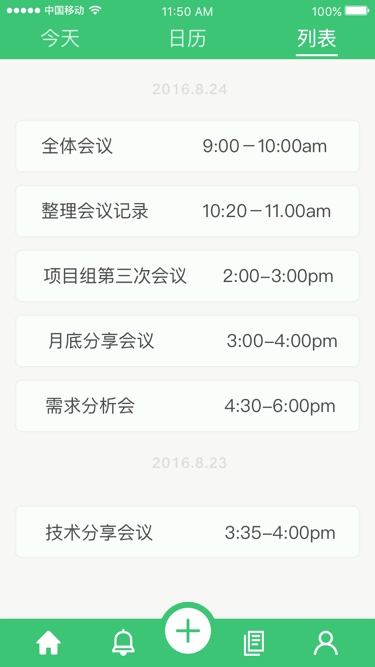 中国移动 11:50 AM 100%
今天 日历 列表
2016.8.24
全体会议 9:00－10:00am
整理会议记录 10:20－11.00am
项目组第三次会议 2:00–3:00pm
月底分享会议 3:00–4:00pm
需求分析会 4:30–6:00pm
2016.8.23
技术分享会议 3:35–4:00pm